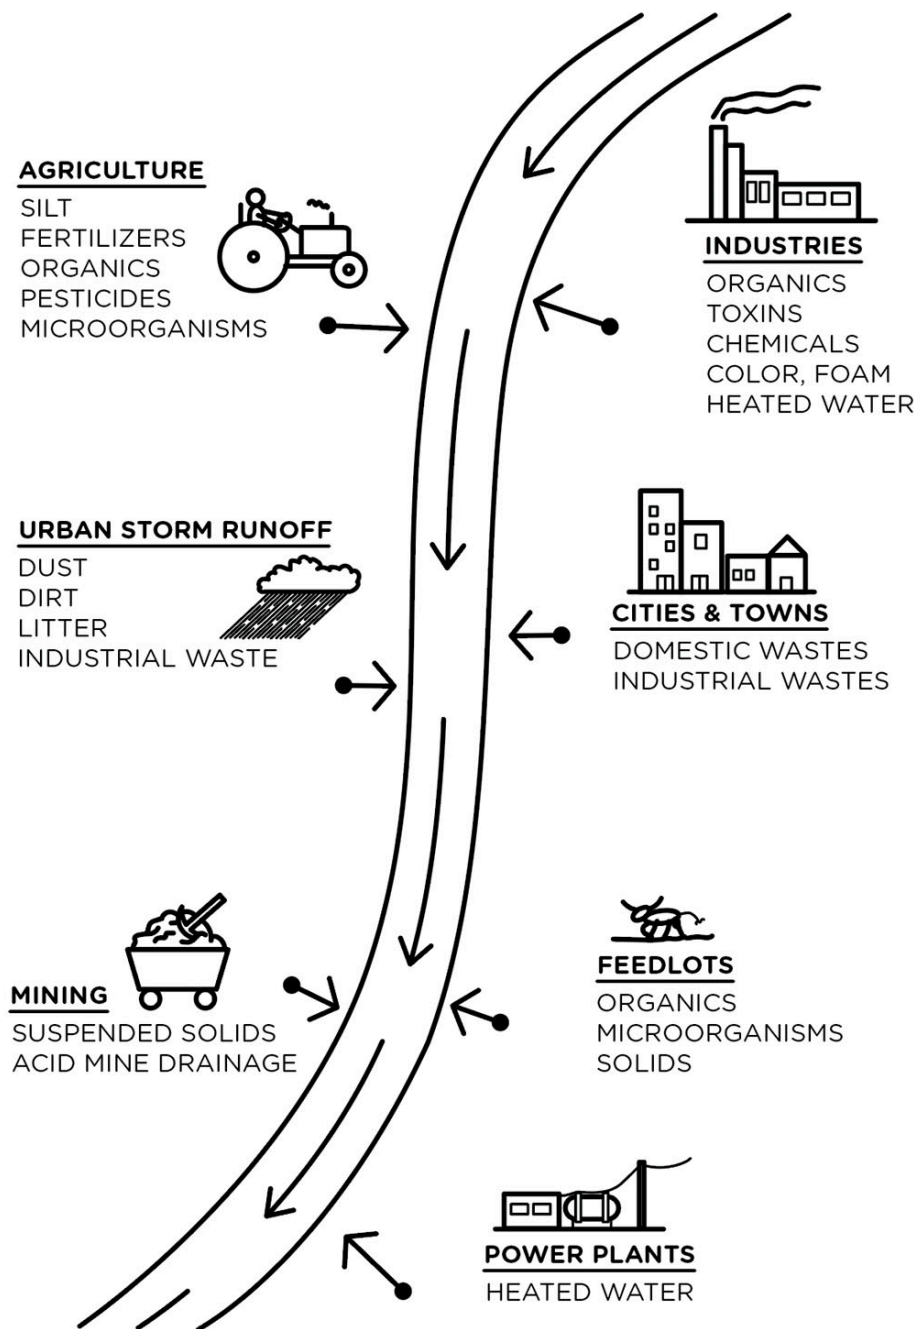 AGRICULTURE
SILT
FERTILIZERS
ORGANICS
PESTICIDES
MICROORGANISMS
INDUSTRIES
ORGANICS
TOXINS
CHEMICALS
COLOR, FOAM
HEATED WATER
URBAN STORM RUNOFF
DUST
DIRT
LITTER
INDUSTRIAL WASTE
CITIES & TOWNS
DOMESTIC WASTES
INDUSTRIAL WASTES
MINING
SUSPENDED SOLIDS
ACID MINE DRAINAGE
FEEDLOTS
ORGANICS
MICROORGANISMS
SOLIDS
POWER PLANTS
HEATED WATER